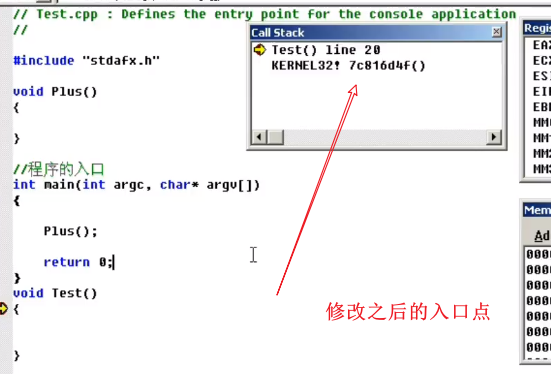 // Test.cpp : Defines the entry point for the console application
//
#include "stdafx.h"
void Plus()
{
}
//程序的入口
int main(int argc, char* argv[])
{
Plus();
return 0;
}
void Test()
{
}
Call Stack
Test() line 20
KERNEL32! 7c816d4f()
修改之后的入口点
Regis
EA
EC
ES
EI
EB
MM
MM
MM
MM
Mem
Ad
000
000
000
000
000
000
000